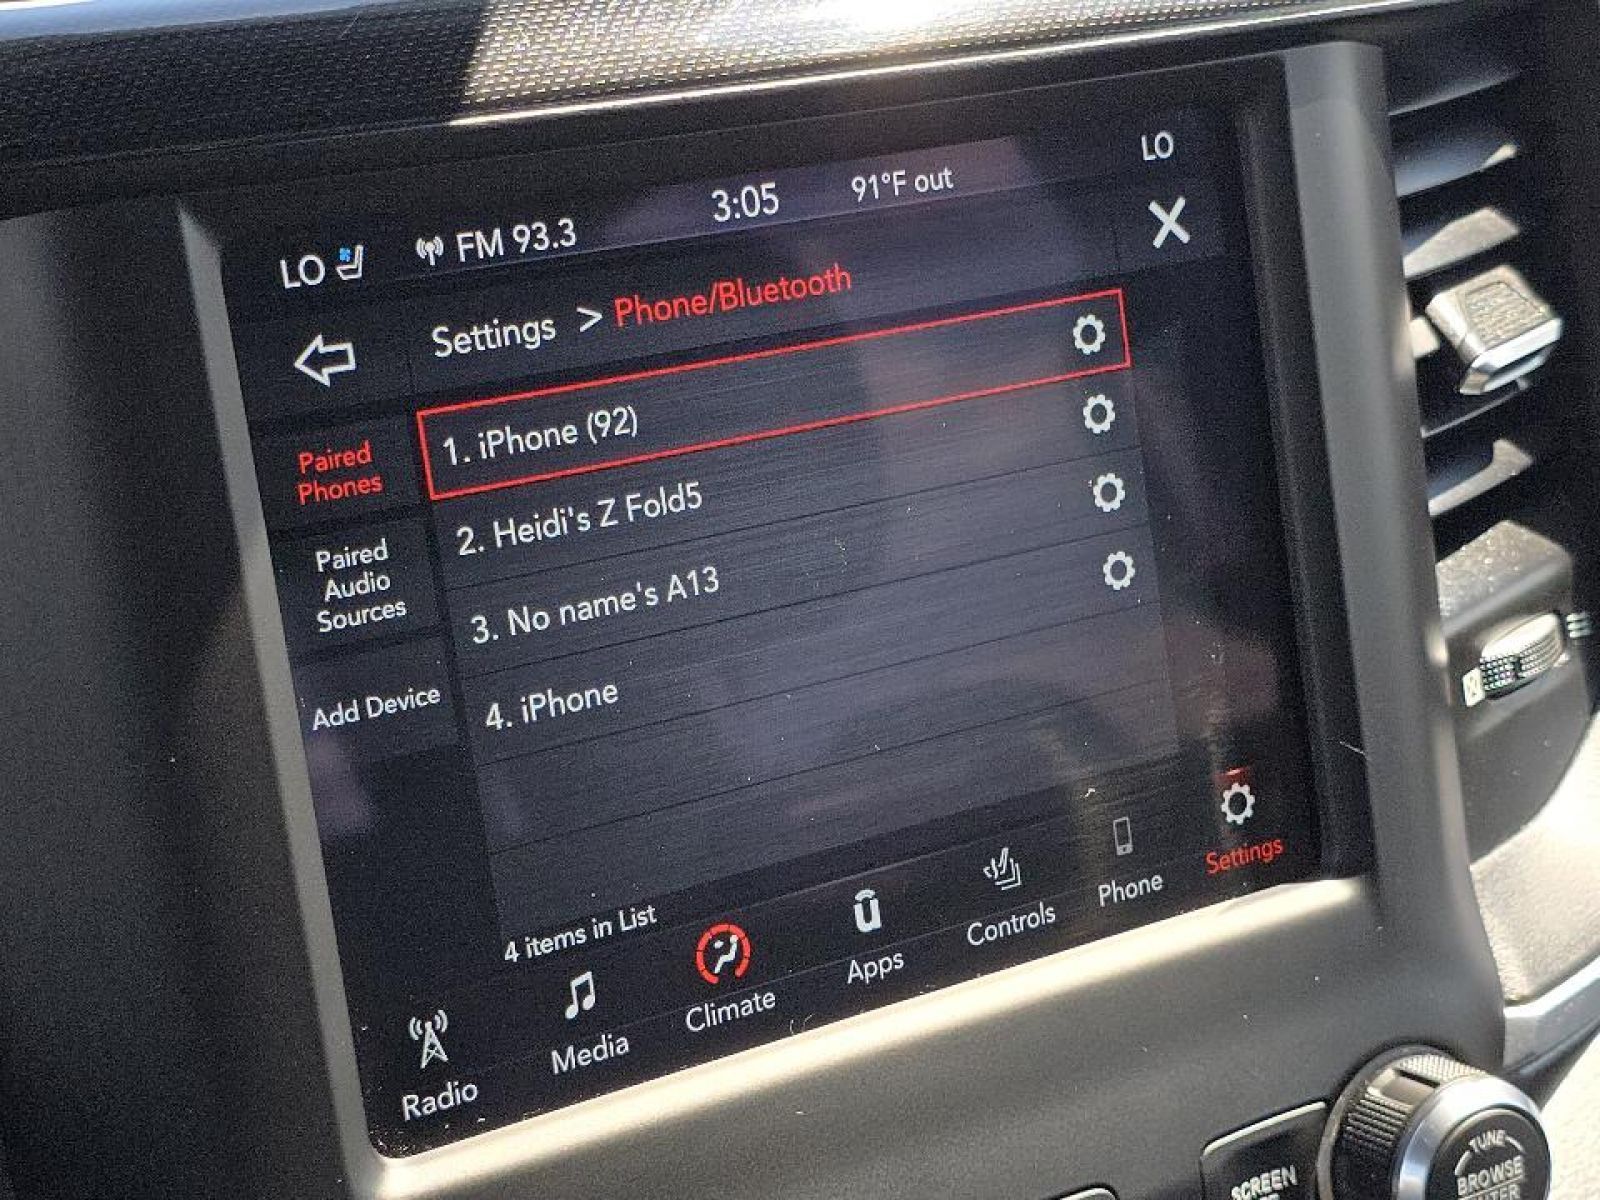 LO
FM 93.3
3:05
91°F out
LO
Settings > Phone/Bluetooth
X
Paired
Phones
Paired
Audio
Sources
Add Device
1. iPhone (92)
2. Heidi's Z Fold5
3. No name's A13
4. iPhone
4 items in List
Radio
Media
Climate
Apps
Controls
Phone
Settings
SCREEN
TUNE
BROWSE